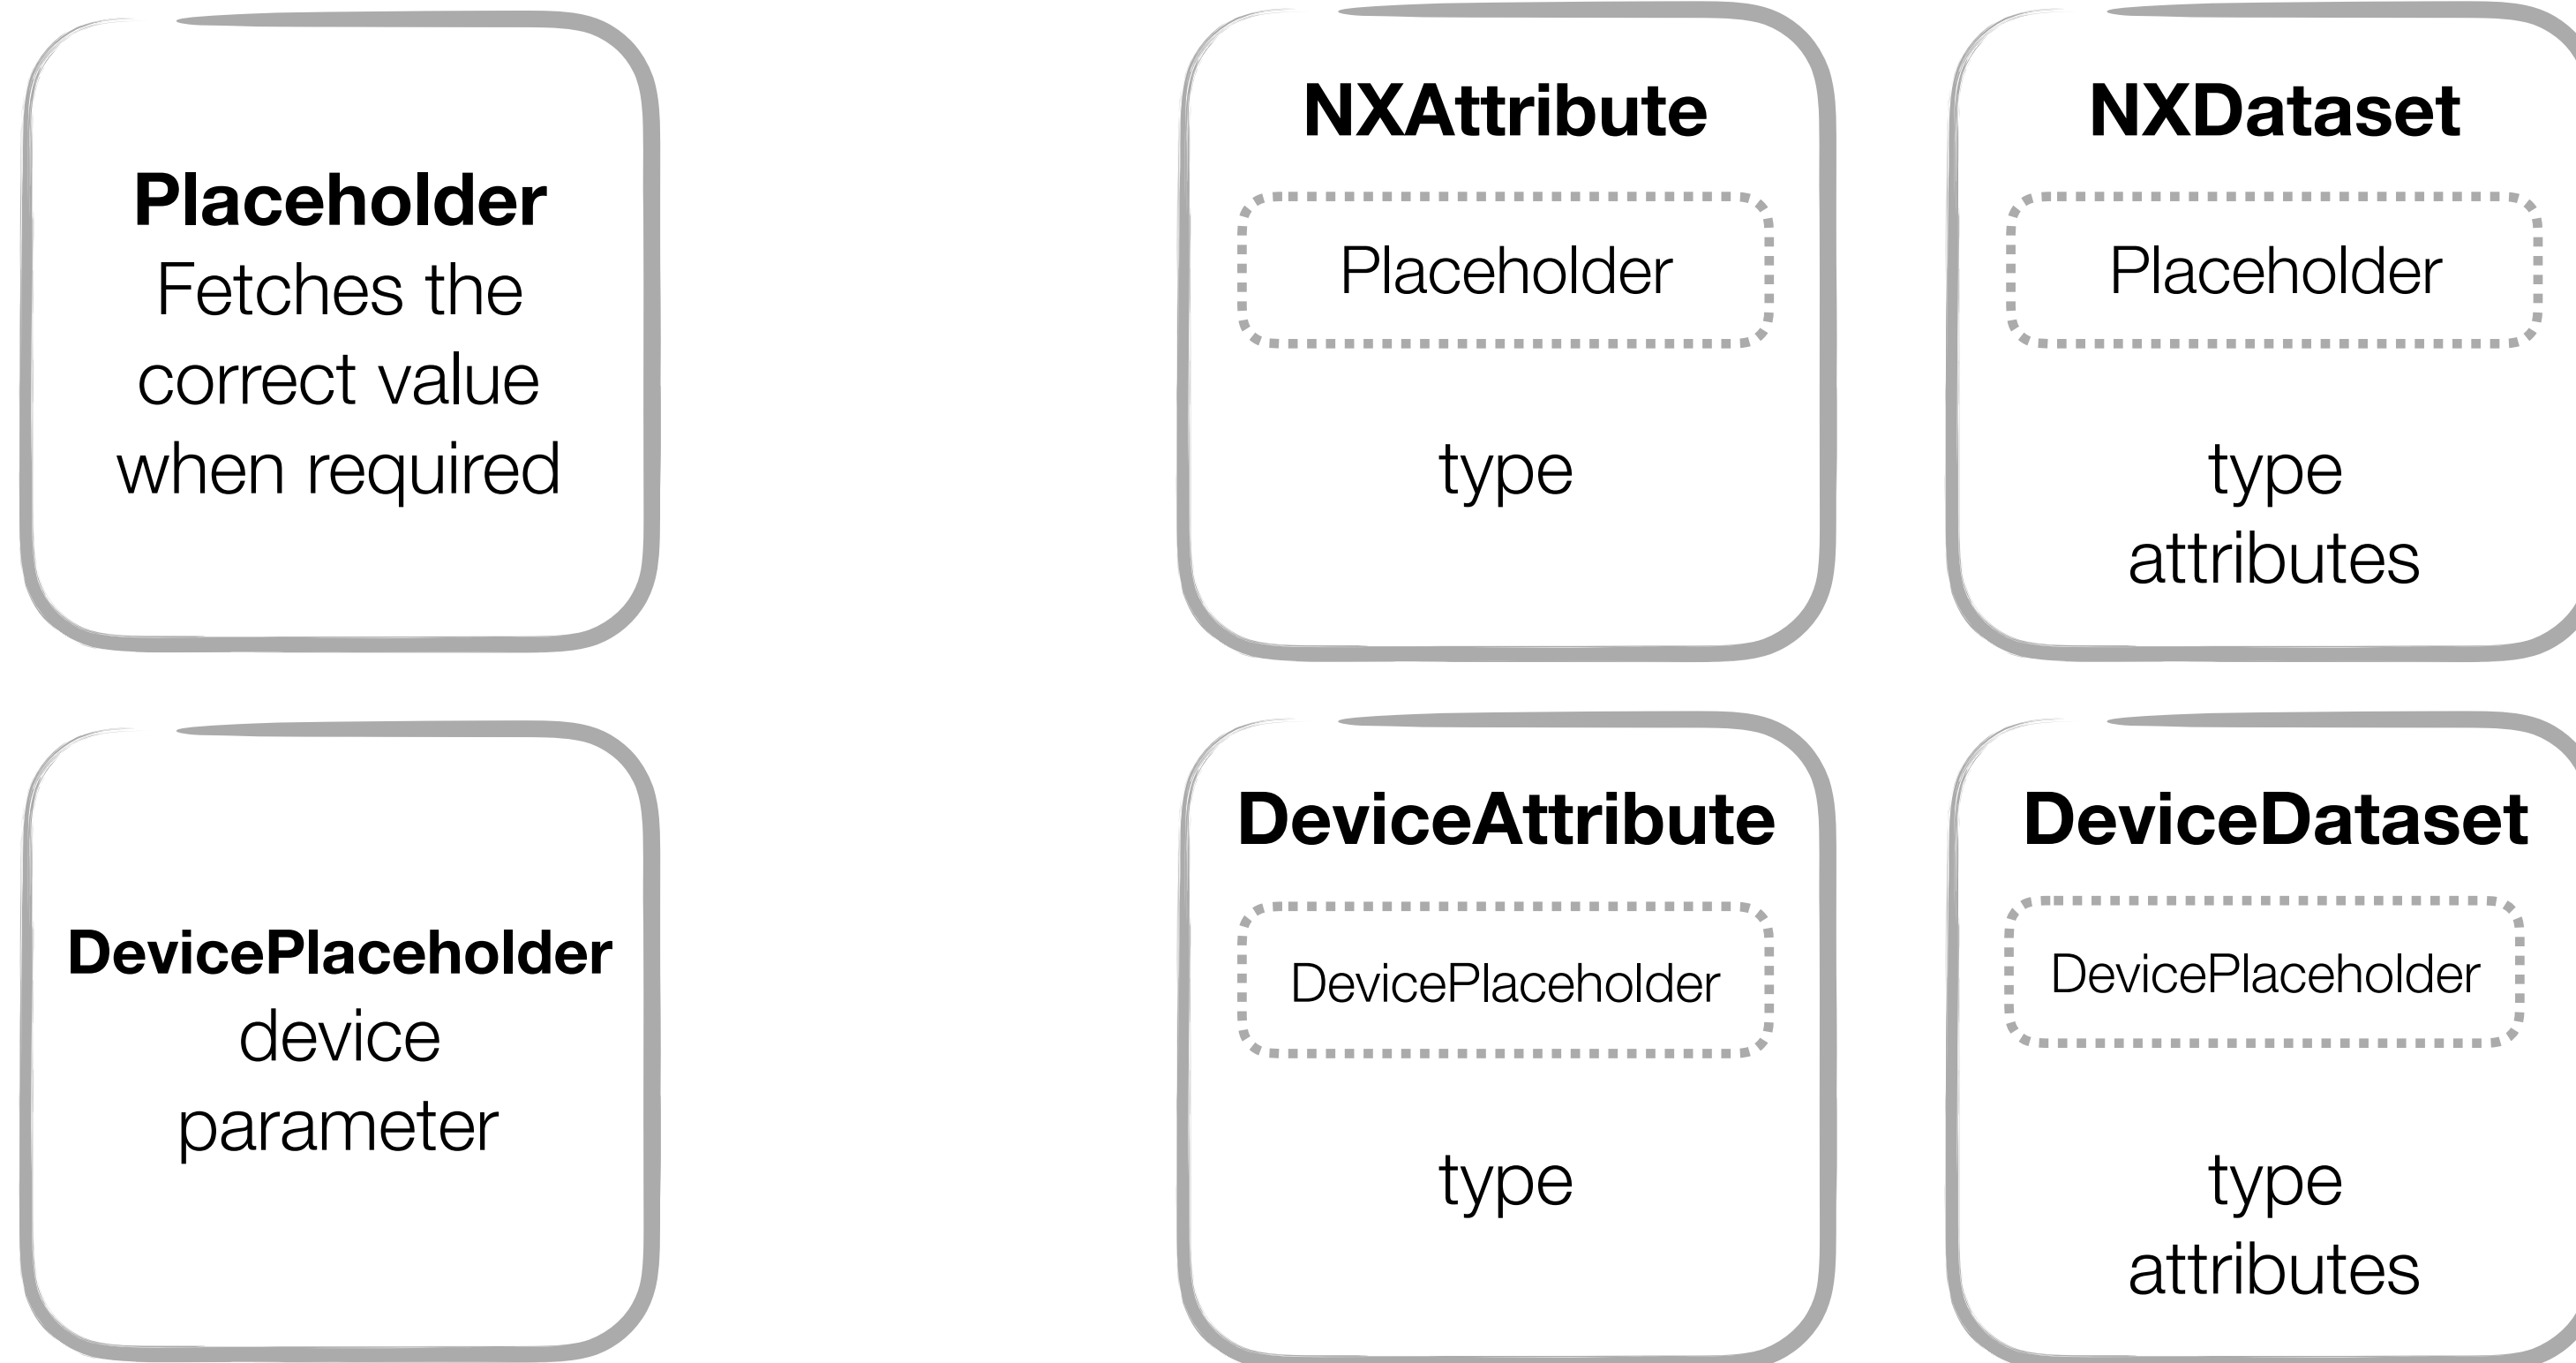 Placeholder
Fetches the
correct value
when required
NXAttribute
Placeholder
type
NXDataset
Placeholder
type
attributes
DevicePlaceholder
device
parameter
DeviceAttribute
DevicePlaceholder
type
DeviceDataset
DevicePlaceholder
type
attributes